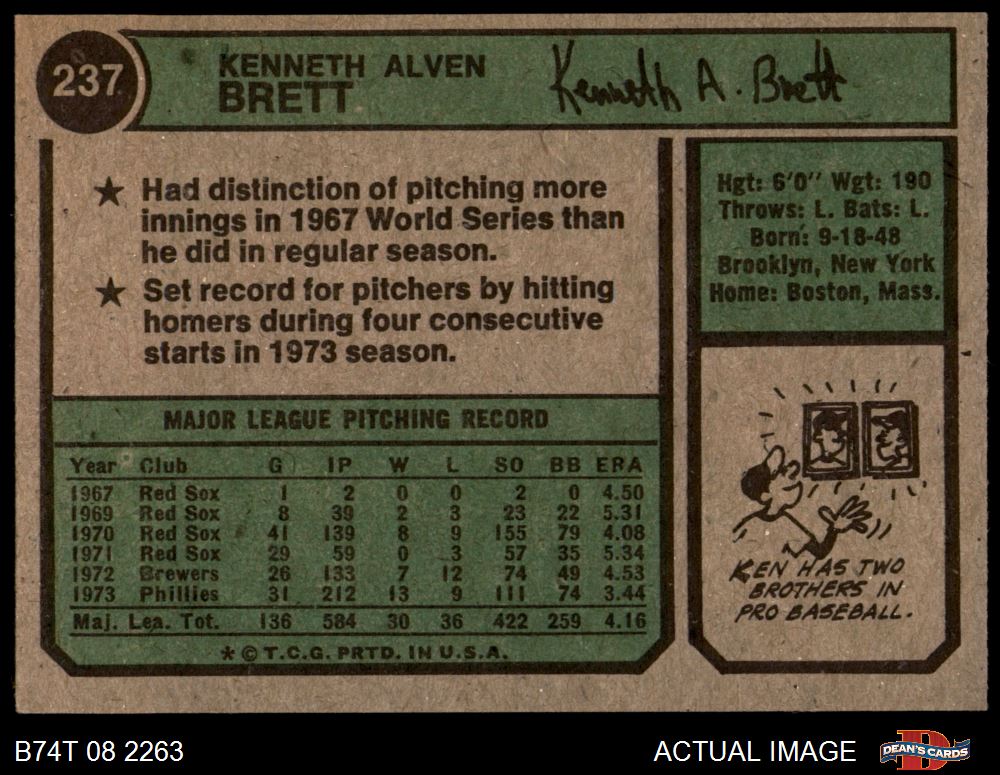 237
KENNETH ALVEN
BRETT
Kenneth A. Brett
★ Had distinction of pitching more
innings in 1967 World Series than
he did in regular season.
★ Set record for pitchers by hitting
homers during four consecutive
starts in 1973 season.
Hgt: 6'0" Wgt: 190
Throws: L. Bats: L.
Born: 9-18-48
Brooklyn, New York
Home: Boston, Mass.
MAJOR LEAGUE PITCHING RECORD
Year Club G IP W L SO BB ERA
1967 Red Sox 1 2 0 0 2 0 4.50
1969 Red Sox 8 39 2 3 23 22 5.31
1970 Red Sox 41 139 8 9 155 79 4.08
1971 Red Sox 29 59 0 3 57 35 5.34
1972 Brewers 26 133 7 12 74 49 4.53
1973 Phillies 31 212 13 9 111 74 3.44
Maj. Lea. Tot. 136 584 30 36 422 259 4.16
* © T.C.G. PRTD. IN U.S.A.
KEN HAS TWO
BROTHERS IN
PRO BASEBALL.
B74T 08 2263
ACTUAL IMAGE
D
DEAN'S CARDS